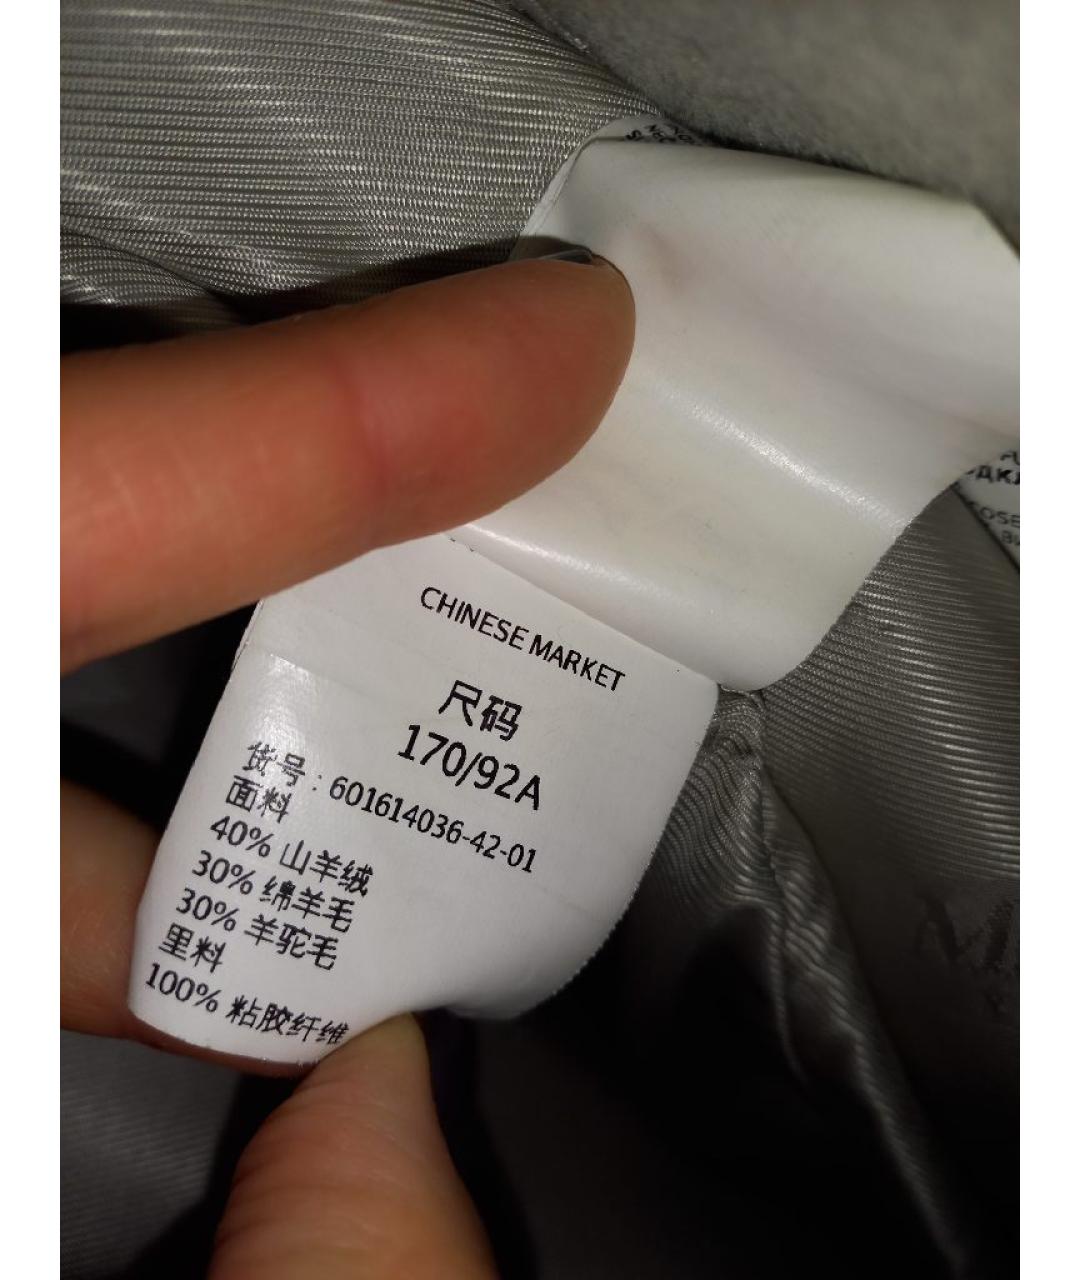 CHINESE MARKET
尺码
170/92A
货号：601614036-42-01
面料
40% 山羊绒
30% 绵羊毛
30% 羊驼毛
里料
100% 粘胶纤维